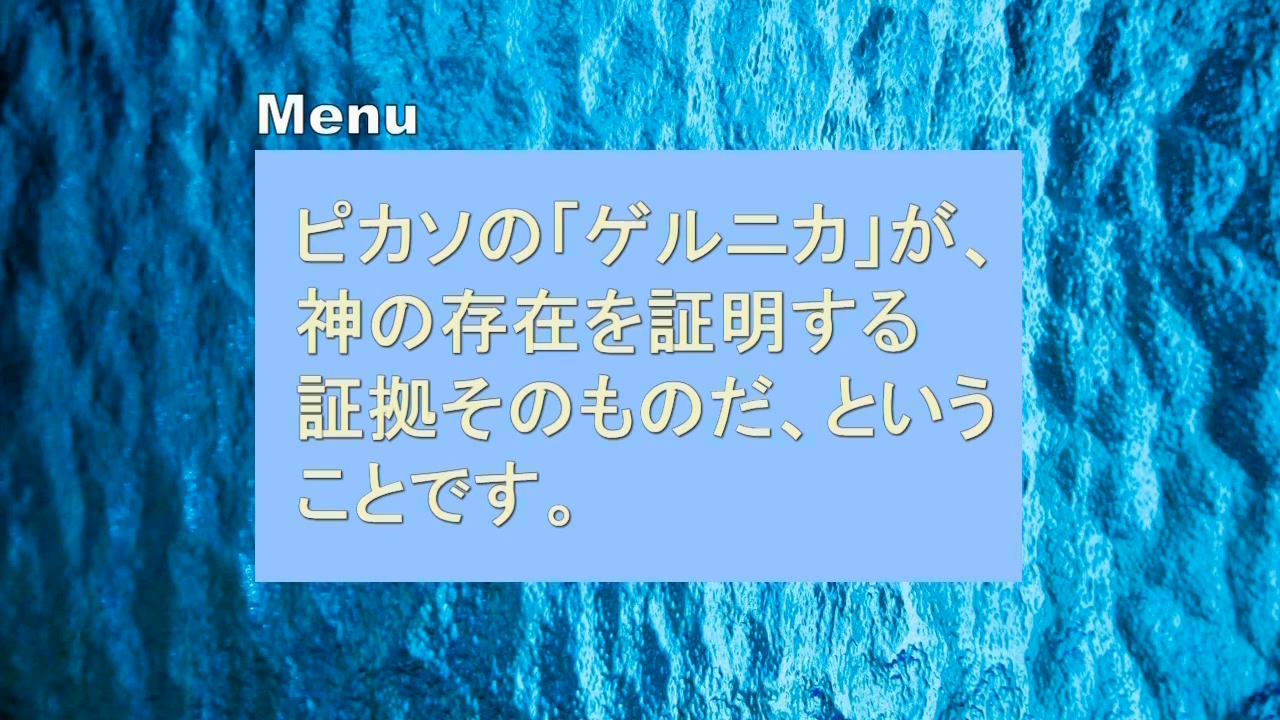 Menu
ピカソの「ゲルニカ」が、
神の存在を証明する
証拠そのものだ、という
ことです。